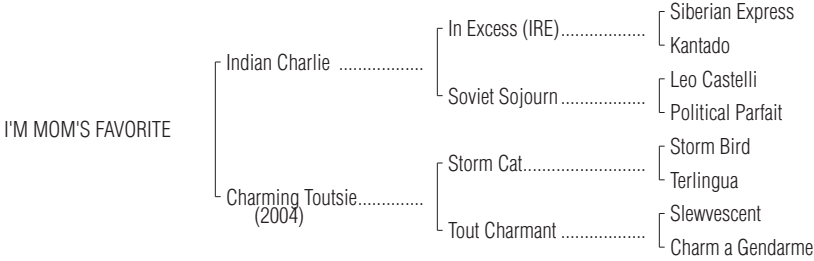 Siberian Express
In Excess (IRE)...................
Kantado
Indian Charlie ..................
Leo Castelli
Soviet Sojourn ..................
Political Parfait
I'M MOM'S FAVORITE
Storm Bird
Storm Cat..........................
Terlingua
Charming Toutsie..............
(2004)
Slewvescent
Tout Charmant ..................
Charm a Gendarme